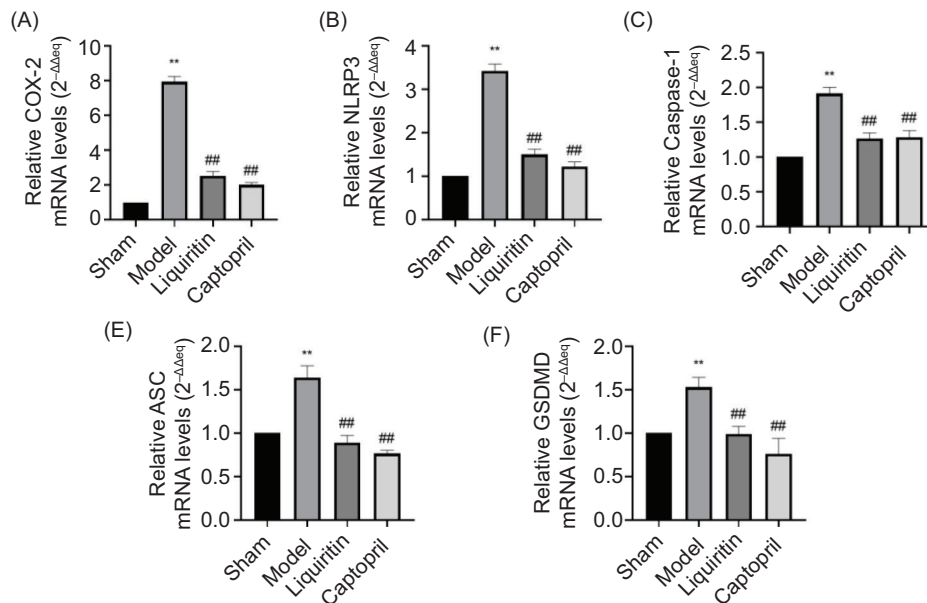 (A)
Relative COX-2
mRNA levels (2^−ΔΔeq)
10
8
6
4
2
0
**
##
##
Sham
Model
Liquiritin
Captopril
(B)
Relative NLRP3
mRNA levels (2^−ΔΔeq)
4
3
2
1
0
**
##
##
Sham
Model
Liquiritin
Captopril
(C)
Relative Caspase-1
mRNA levels (2^−ΔΔeq)
2.5
2.0
1.5
1.0
0.5
0.0
**
##
##
Sham
Model
Liquiritin
Captopril
(E)
Relative ASC
mRNA levels (2^−ΔΔeq)
2.0
1.5
1.0
0.5
0.0
**
##
##
Sham
Model
Liquiritin
Captopril
(F)
Relative GSDMD
mRNA levels (2^−ΔΔeq)
2.0
1.5
1.0
0.5
0.0
**
##
##
Sham
Model
Liquiritin
Captopril